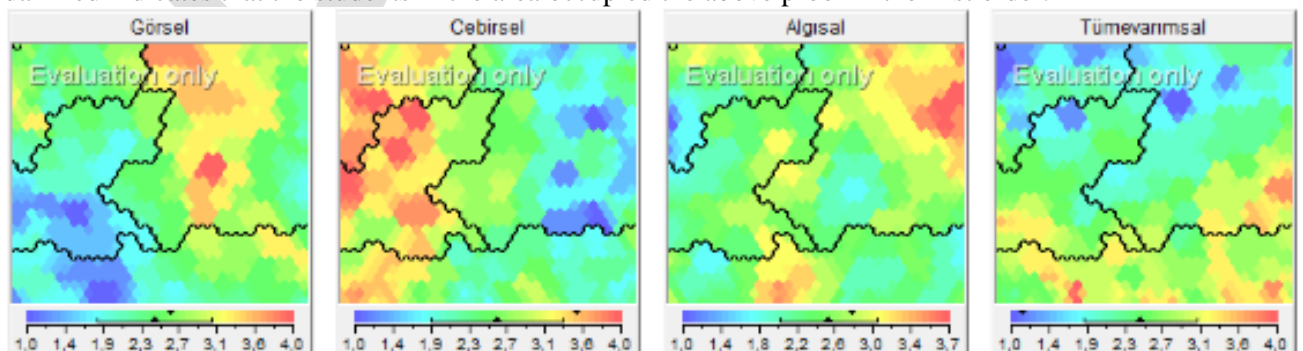 Görsel
Cebirsel
Algısal
Tümevarımsal
Evaluation only
Evaluation only
Evaluation only
Evaluation only
1,0 1,4 1,9 2,3 2,7 3,1 3,6 4,0
1,0 1,4 1,9 2,3 2,7 3,1 3,6 4,0
1,0 1,4 1,8 2,2 2,6 3,0 3,4 3,7
1,0 1,4 1,9 2,3 2,7 3,1 3,6 4,0